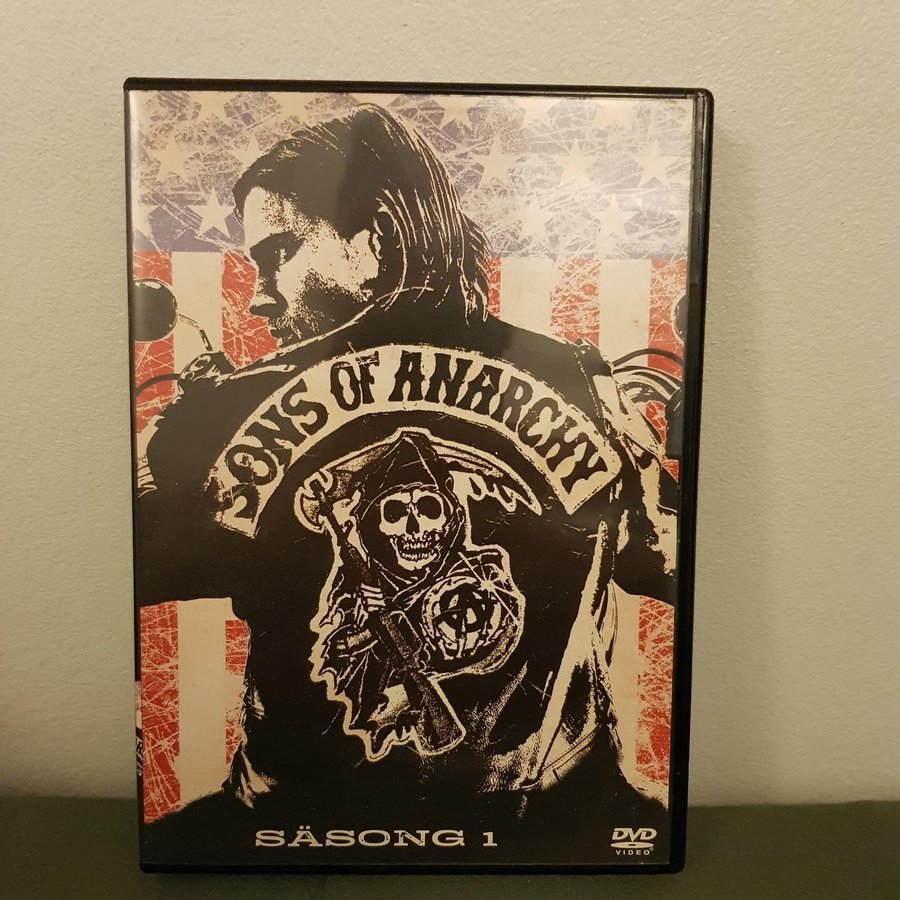 SONS OF ANARCHY
SÄSONG 1
DVD
VIDEO